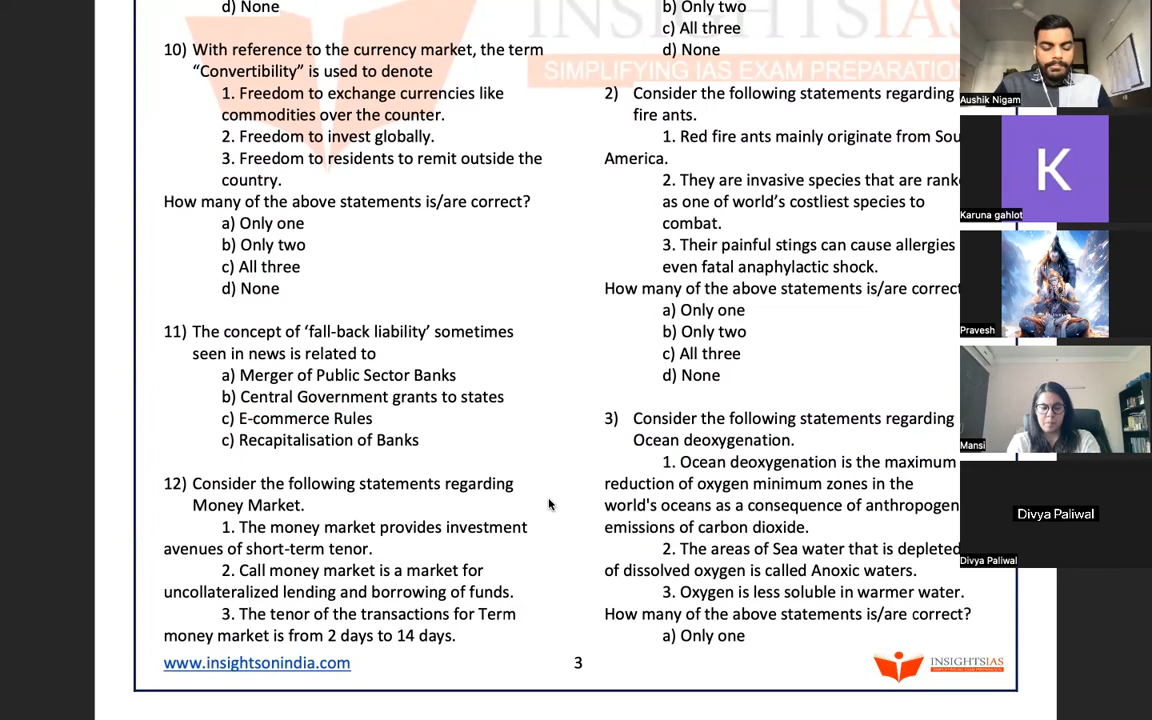 d) None
10) With reference to the currency market, the term
“Convertibility” is used to denote
1. Freedom to exchange currencies like
commodities over the counter.
2. Freedom to invest globally.
3. Freedom to residents to remit outside the
country.
How many of the above statements is/are correct?
a) Only one
b) Only two
c) All three
d) None
11) The concept of ‘fall-back liability’ sometimes
seen in news is related to
a) Merger of Public Sector Banks
b) Central Government grants to states
c) E-commerce Rules
c) Recapitalisation of Banks
12) Consider the following statements regarding
Money Market.
1. The money market provides investment
avenues of short-term tenor.
2. Call money market is a market for
uncollateralized lending and borrowing of funds.
3. The tenor of the transactions for Term
money market is from 2 days to 14 days.
INSIGHTSIAS
SIMPLIFYING IAS EXAM PREPARATION
b) Only two
c) All three
d) None
2) Consider the following statements regarding
fire ants.
1. Red fire ants mainly originate from Sou
America.
2. They are invasive species that are rank
as one of world’s costliest species to
combat.
3. Their painful stings can cause allergies
even fatal anaphylactic shock.
How many of the above statements is/are correct
a) Only one
b) Only two
c) All three
d) None
3) Consider the following statements regarding
Ocean deoxygenation.
1. Ocean deoxygenation is the maximum
reduction of oxygen minimum zones in the
world's oceans as a consequence of anthropogen
emissions of carbon dioxide.
2. The areas of Sea water that is depleted
of dissolved oxygen is called Anoxic waters.
3. Oxygen is less soluble in warmer water.
How many of the above statements is/are correct?
a) Only one
www.insightsonindia.com
3
INSIGHTSIAS
Aushik Nigam
K
Karuna gahlot
Pravesh
Mansi
Divya Paliwal
Divya Paliwal